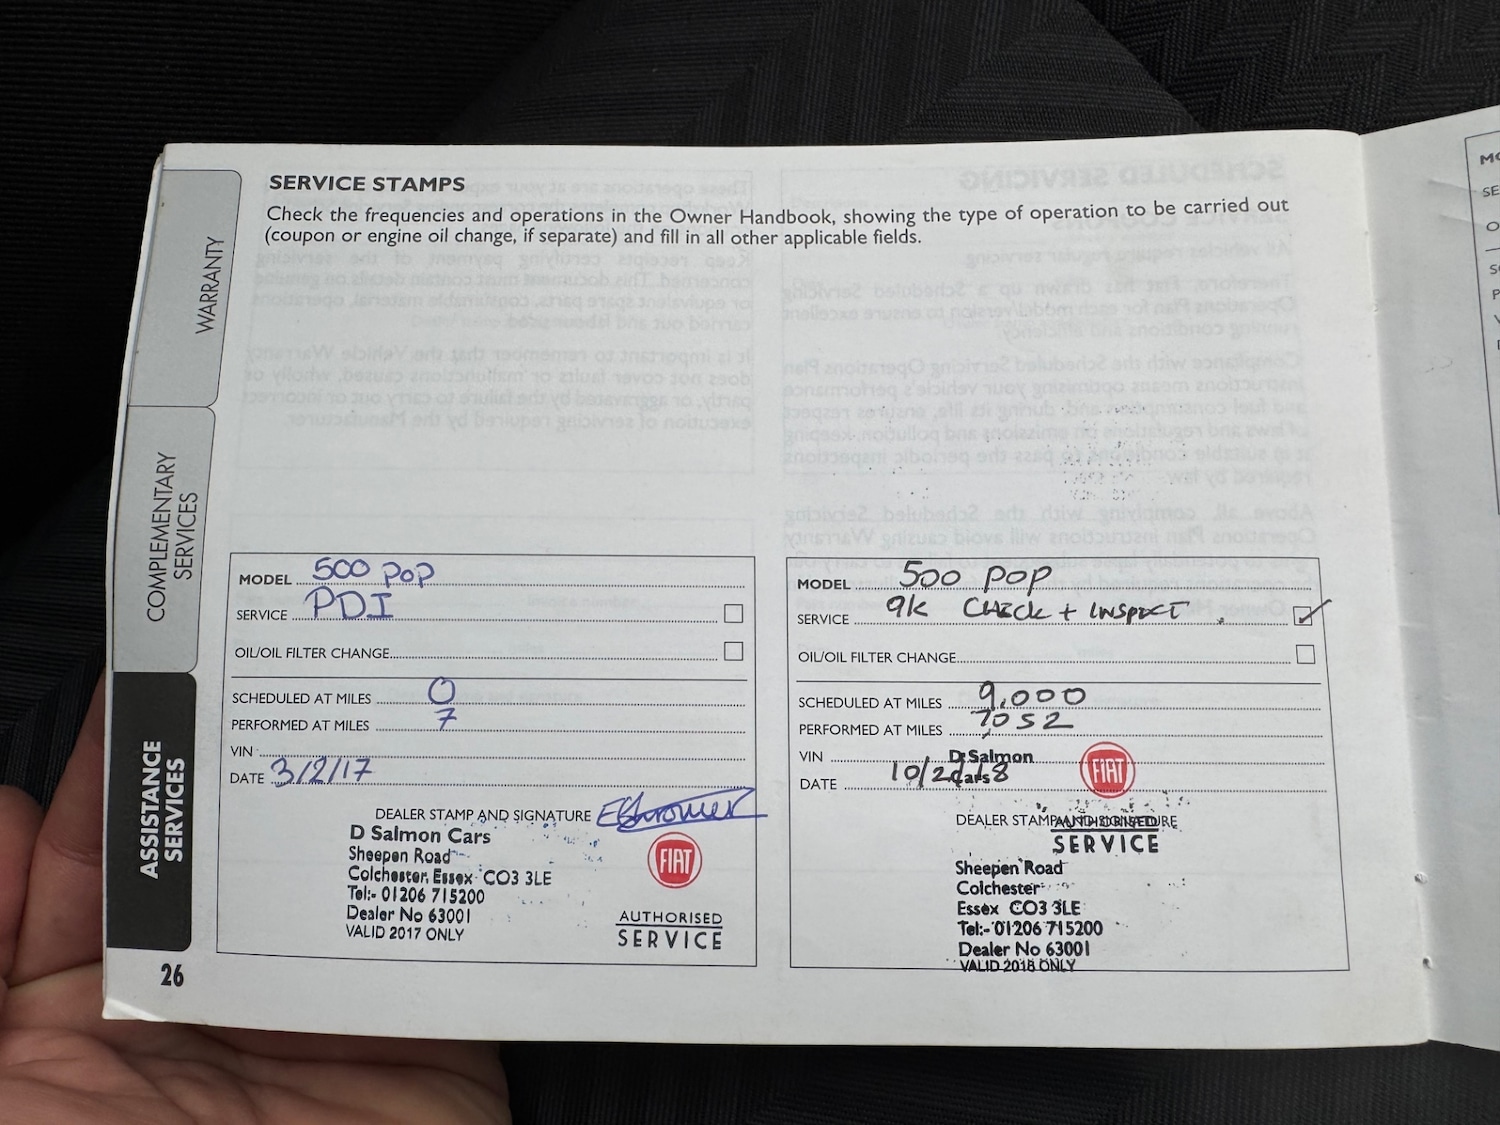 SERVICE STAMPS
Check the frequencies and operations in the Owner Handbook, showing the type of operation to be carried out
(coupon or engine oil change, if separate) and fill in all other applicable fields.
WARRANTY
COMPLEMENTARY
SERVICES
ASSISTANCE
SERVICES
26
MODEL 500 POP
SERVICE PDI
OIL/OIL FILTER CHANGE
SCHEDULED AT MILES 0
PERFORMED AT MILES 7
VIN
DATE 3/2/17
DEALER STAMP AND SIGNATURE
D Salmon Cars
Sheepen Road
Colchester, Essex CO3 3LE
Tel:- 01206 715200
Dealer No 63001
VALID 2017 ONLY
FIAT
AUTHORISED
SERVICE
MODEL 500 POP
SERVICE 9K CHECK + INSPECT
OIL/OIL FILTER CHANGE
SCHEDULED AT MILES 9,000
PERFORMED AT MILES 7052
VIN
D Salmon
Cars
DATE 10/2/18
FIAT
DEALER STAMP AND SIGNATURE
AUTHORISED
SERVICE
Sheepen Road
Colchester
Essex CO3 3LE
Tel:- 01206 715200
Dealer No 63001
VALID 2018 ONLY